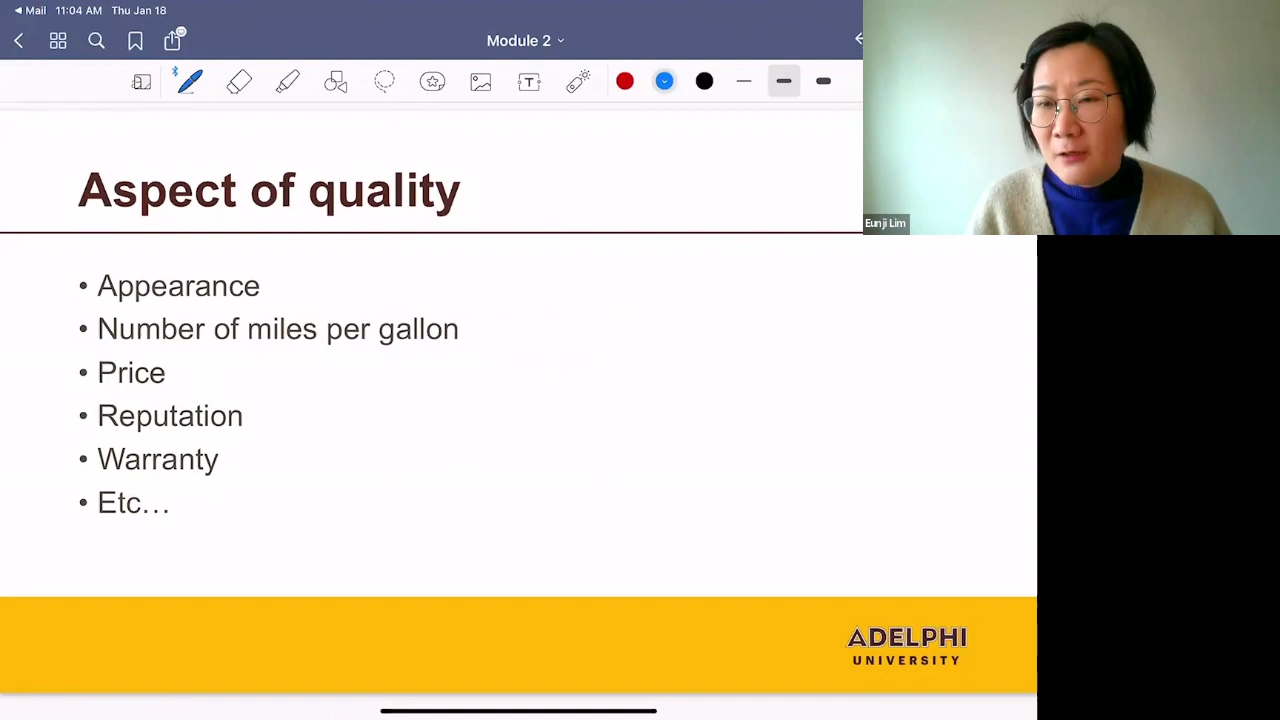 Mail 11:04 AM Thu Jan 18
Module 2
T
Eunji Lim
Aspect of quality
• Appearance
• Number of miles per gallon
• Price
• Reputation
• Warranty
• Etc…
ADELPHI
UNIVERSITY